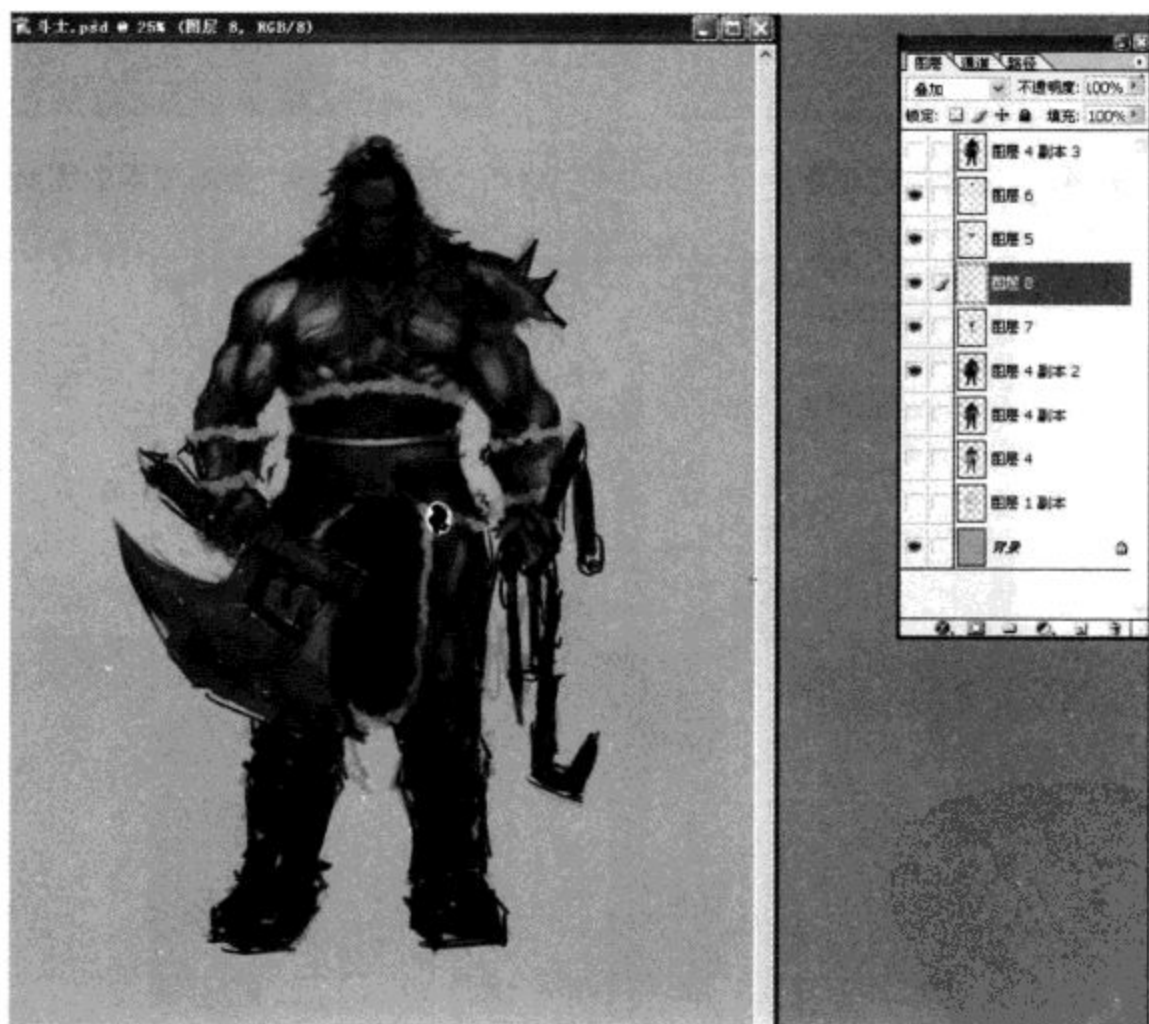 斗士.psd @ 25% (图层 8, RGB/8)
图层 通道 路径
叠加 不透明度: 100%
锁定: 填充: 100%
图层 4 副本 3
图层 6
图层 5
图层 8
图层 7
图层 4 副本 2
图层 4 副本
图层 4
图层 1 副本
背景